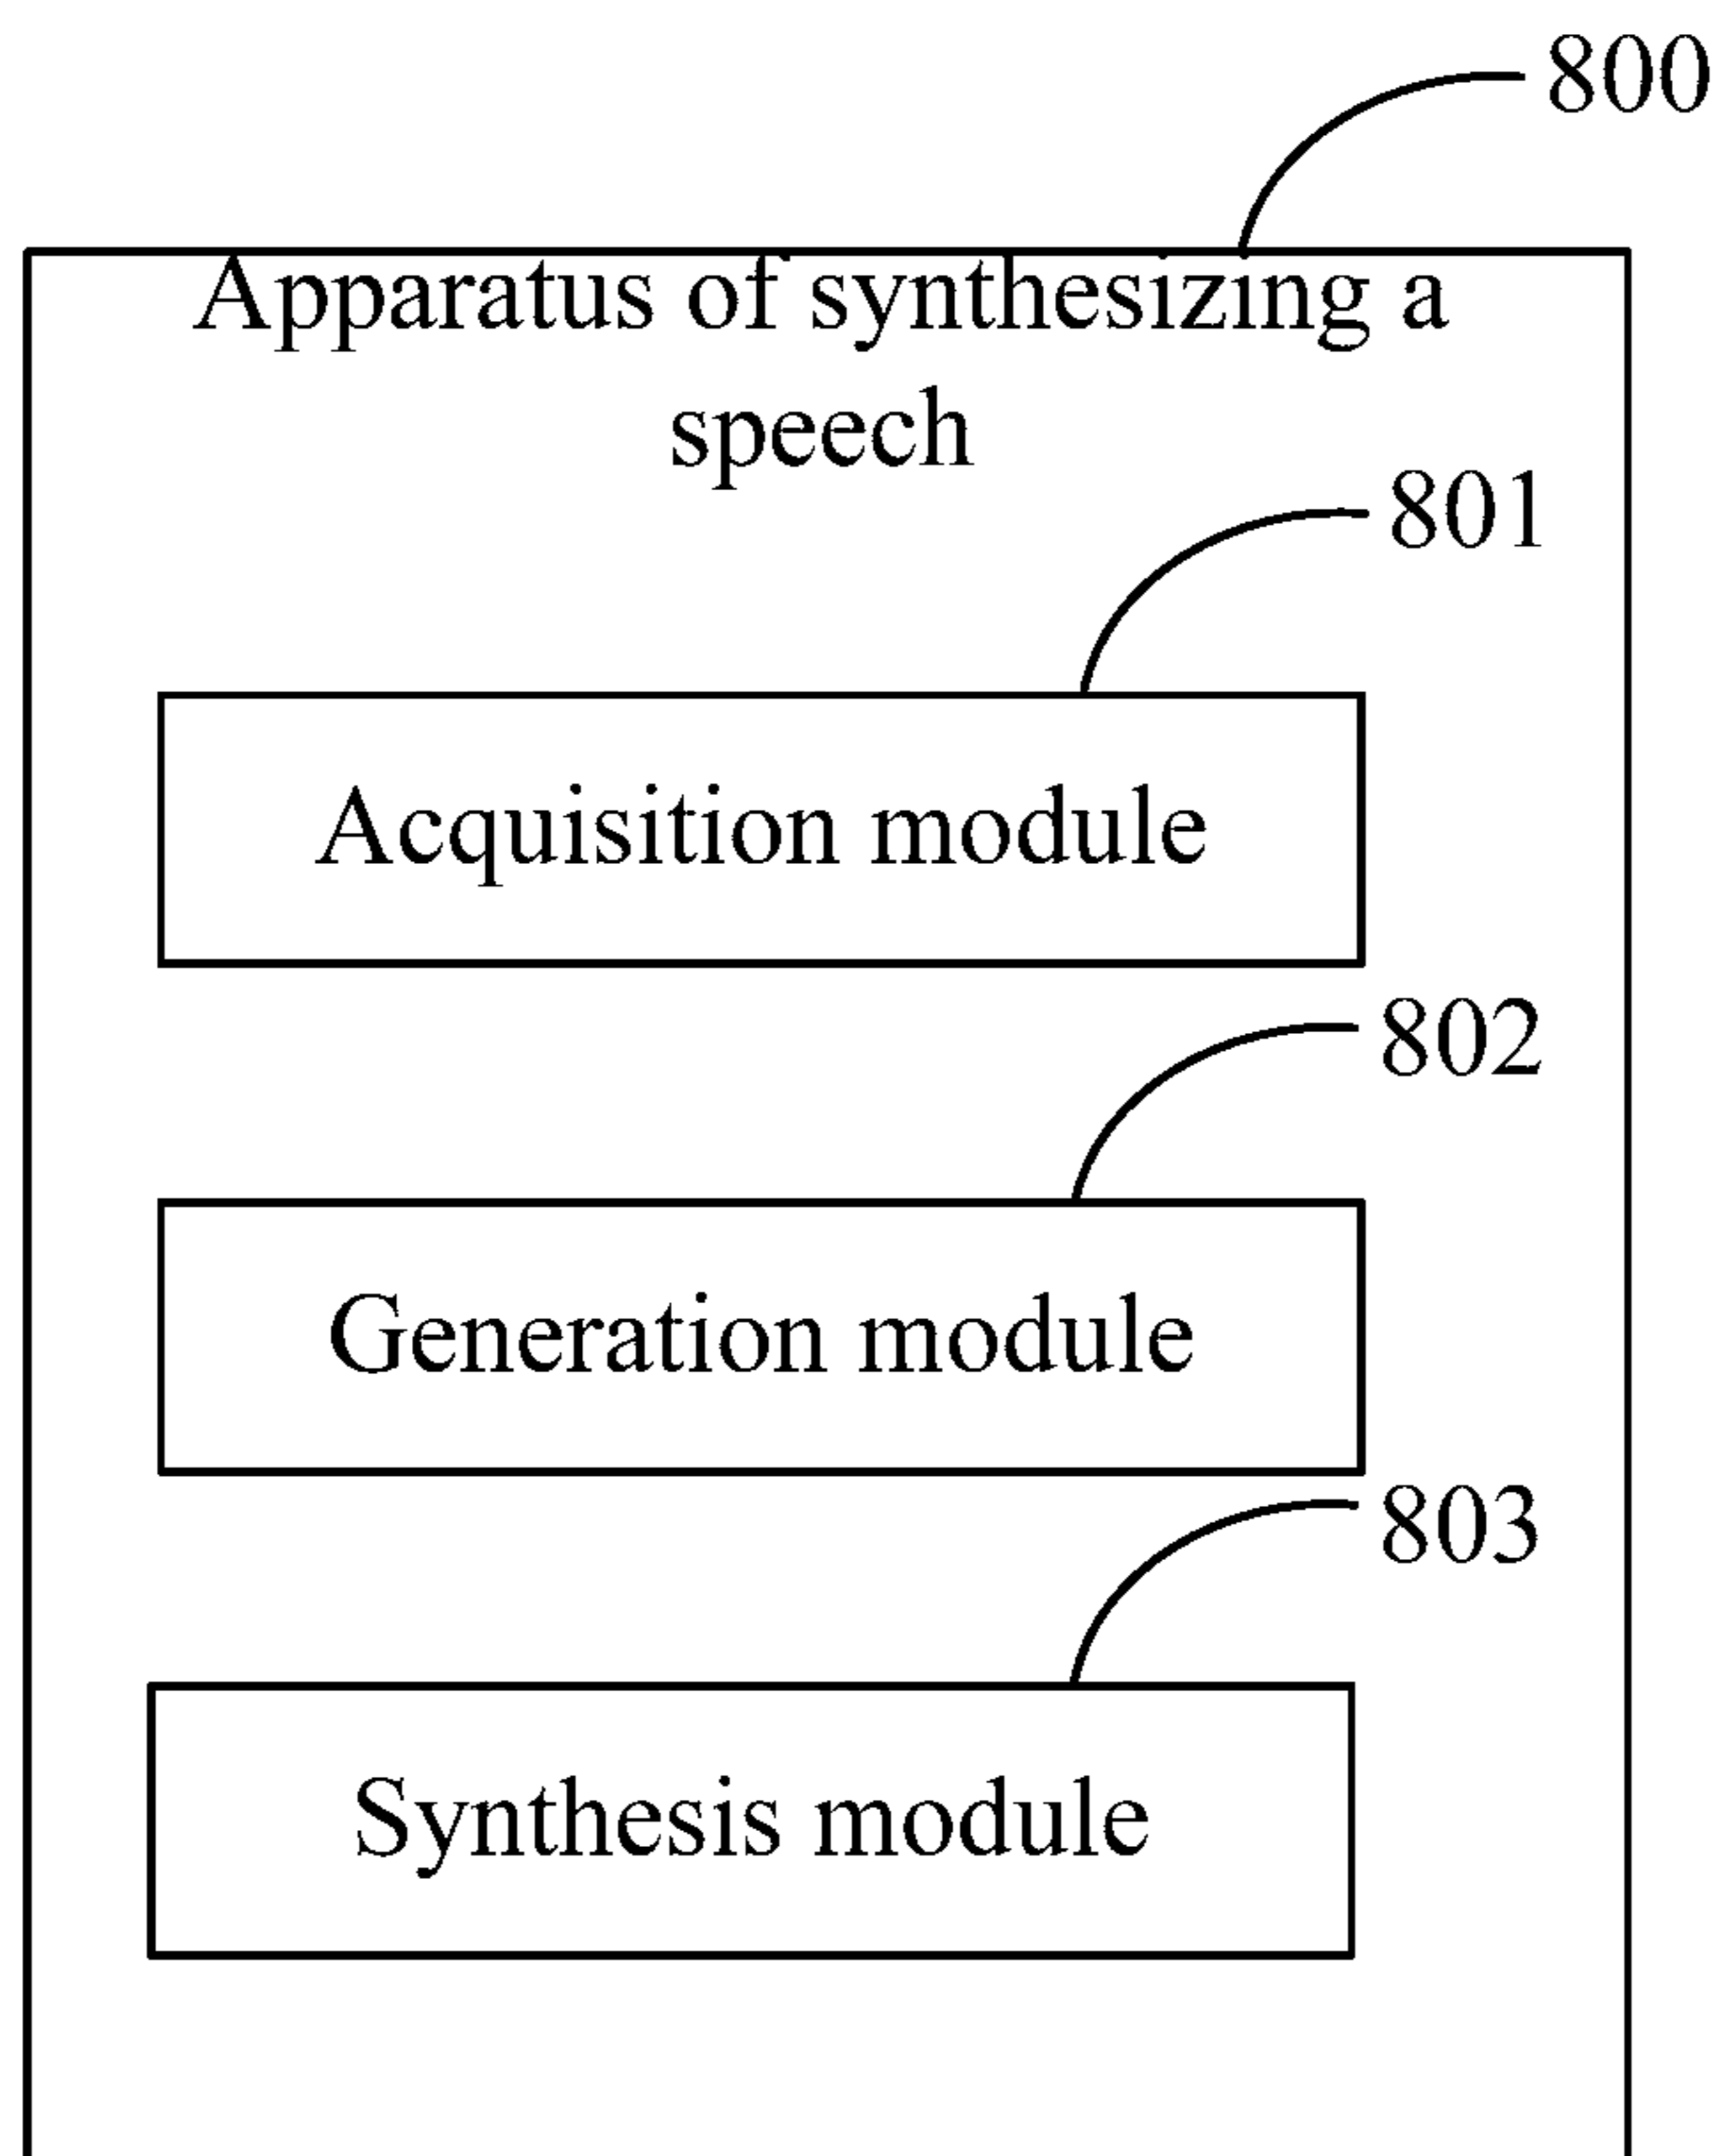 800
Apparatus of synthesizing a
speech
801
Acquisition module
802
Generation module
803
Synthesis module